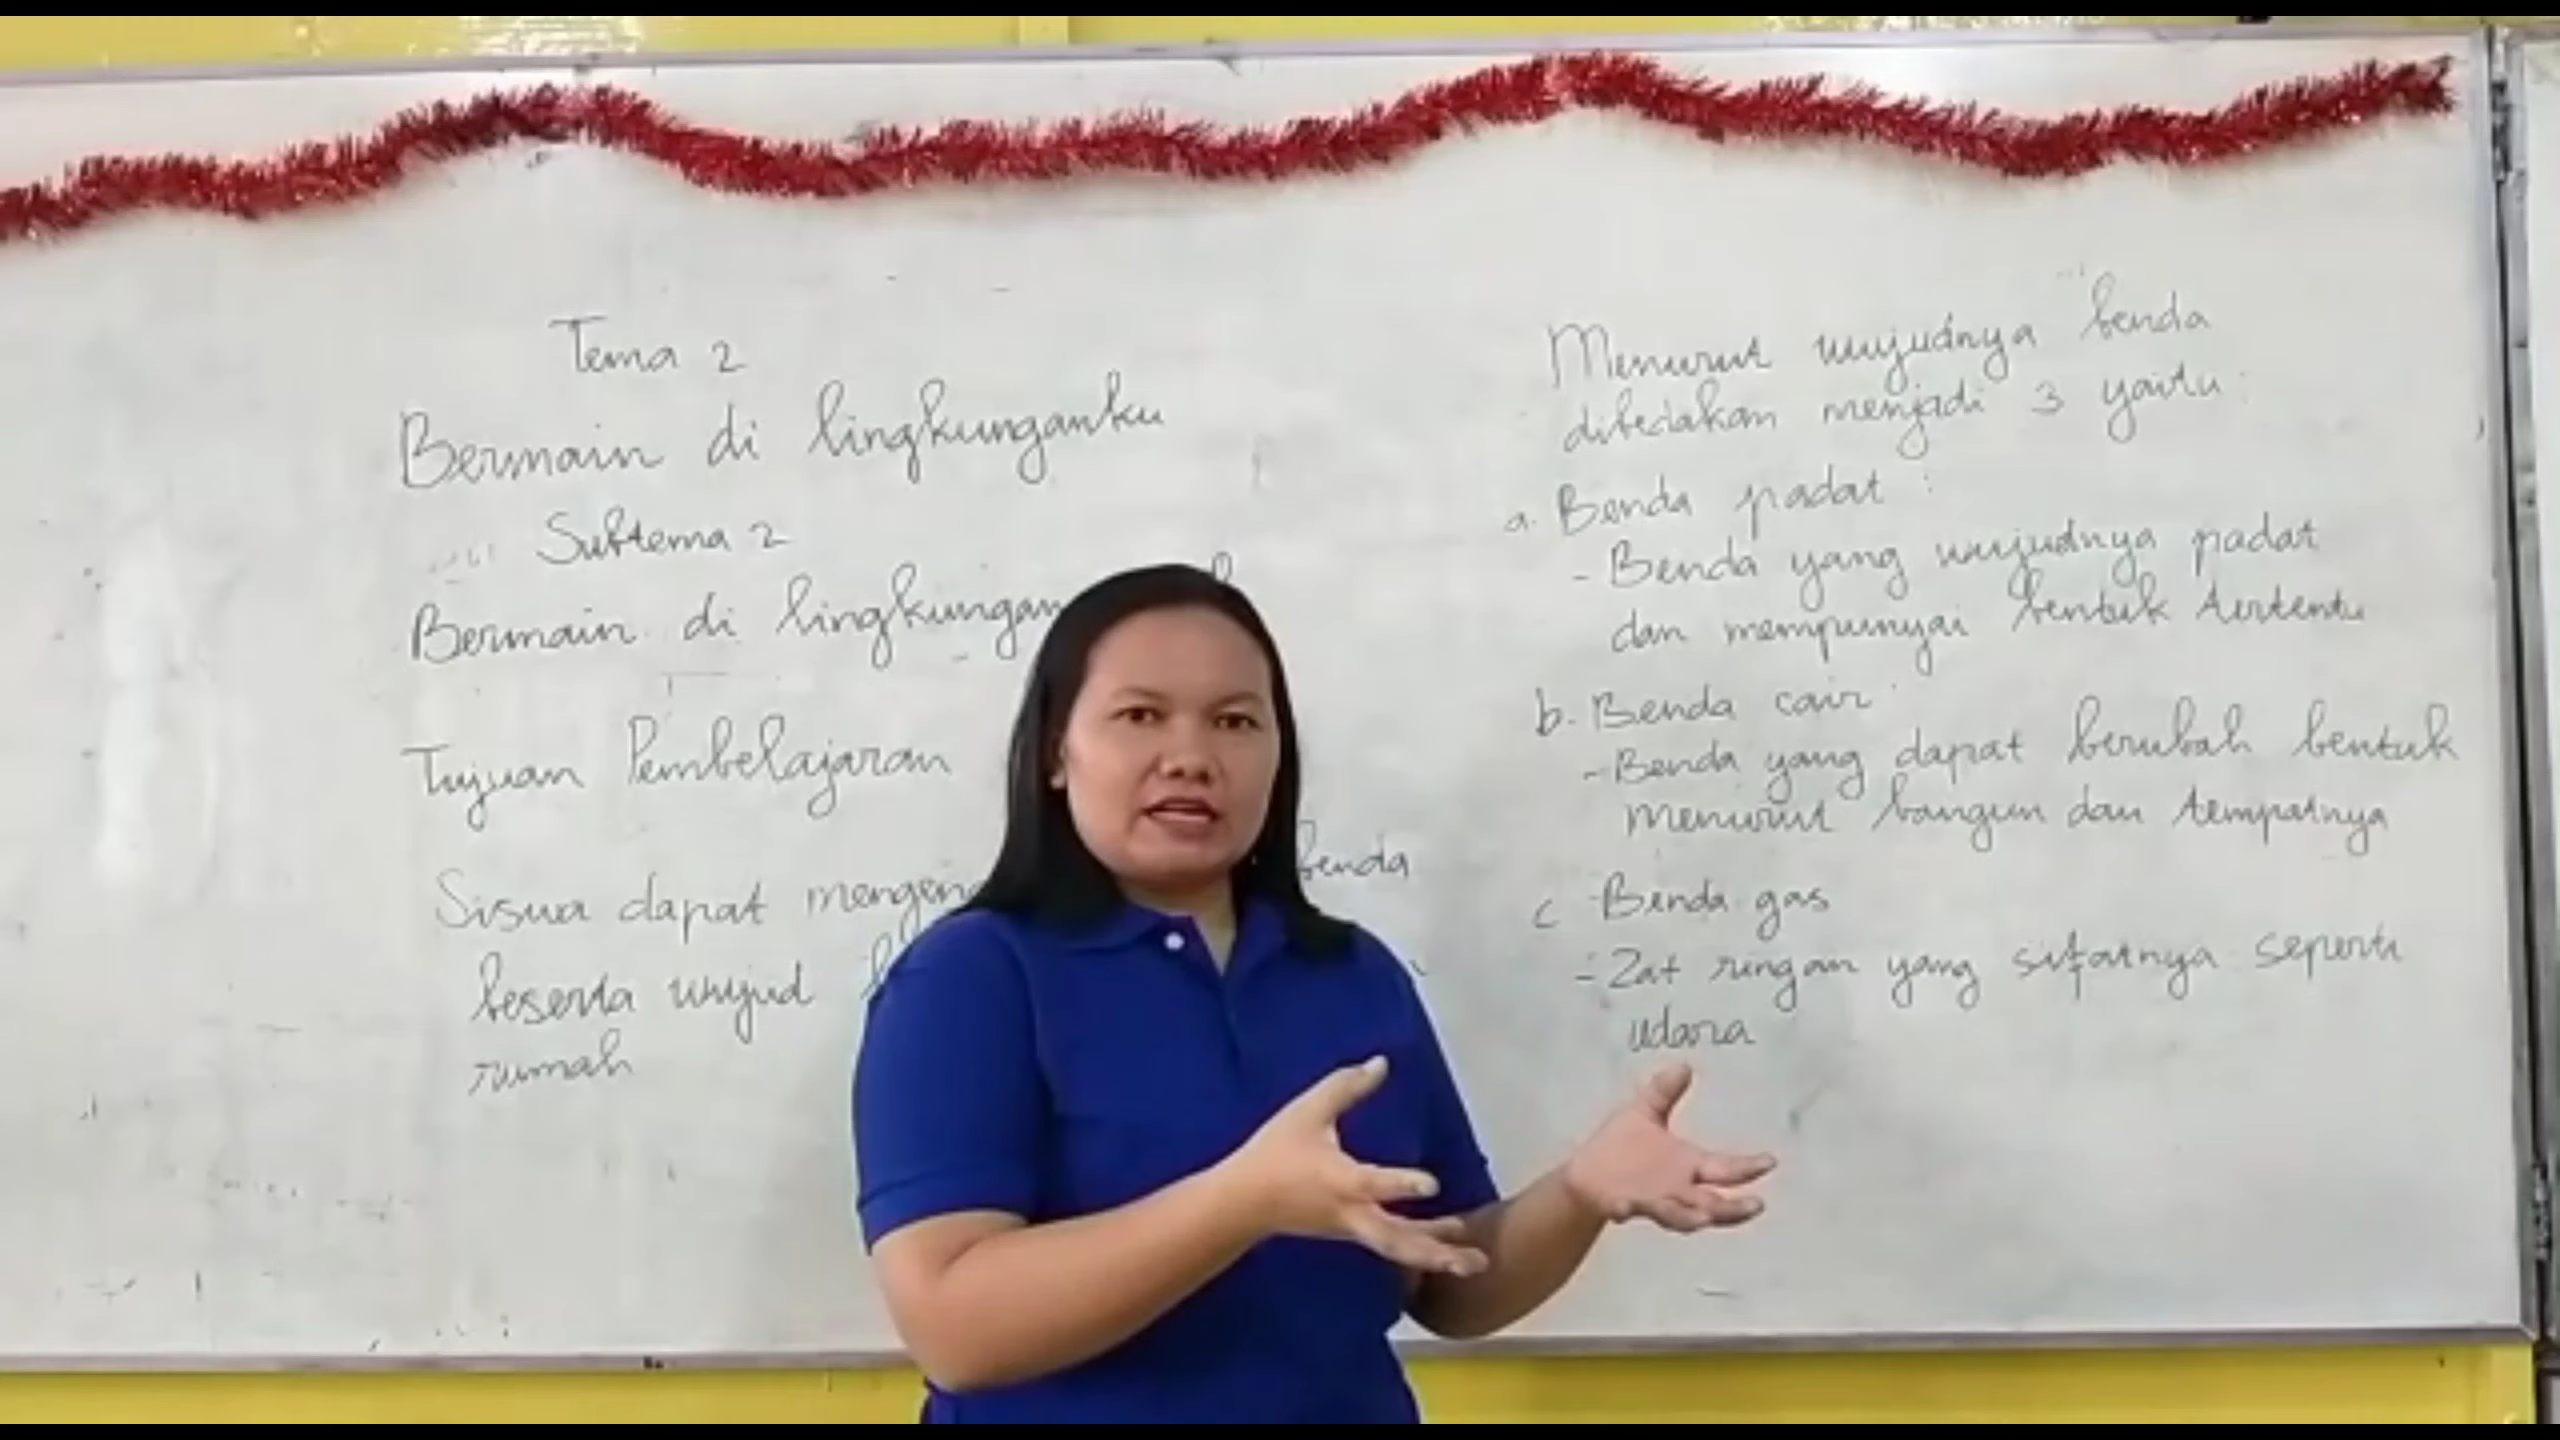 Tema 2
Bermain di lingkunganku
Subtema 2
Bermain di lingkungan
Tujuan Pembelajaran
Siswa dapat benda
beserta wujud
rumah
Menurut wujudnya benda
dibedakan menjadi 3 yaitu :
a. Benda padat :
- Benda yang wujudnya padat
dan mempunyai bentuk tertentu
b. Benda cair
- Benda yang dapat berubah bentuk
menurut bangun dan tempatnya
c Benda gas
- Zat ringan yang sifatnya seperti
udara